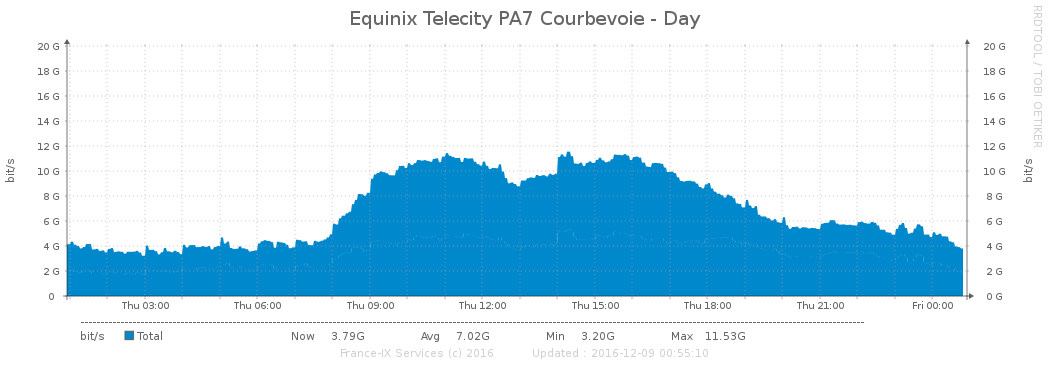 Equinix Telecity PA7 Courbevoie - Day
RRDTOOL / TOBI OETIKER
bit/s
bit/s
20 G 20 G
18 G 18 G
16 G 16 G
14 G 14 G
12 G 12 G
10 G 10 G
8 G 8 G
6 G 6 G
4 G 4 G
2 G 2 G
0 0 G
Thu 03:00 Thu 06:00 Thu 09:00 Thu 12:00 Thu 15:00 Thu 18:00 Thu 21:00 Fri 00:00
bit/s Total Now 3.79G Avg 7.02G Min 3.20G Max 11.53G
France-IX Services (c) 2016 Updated : 2016-12-09 00:55:10